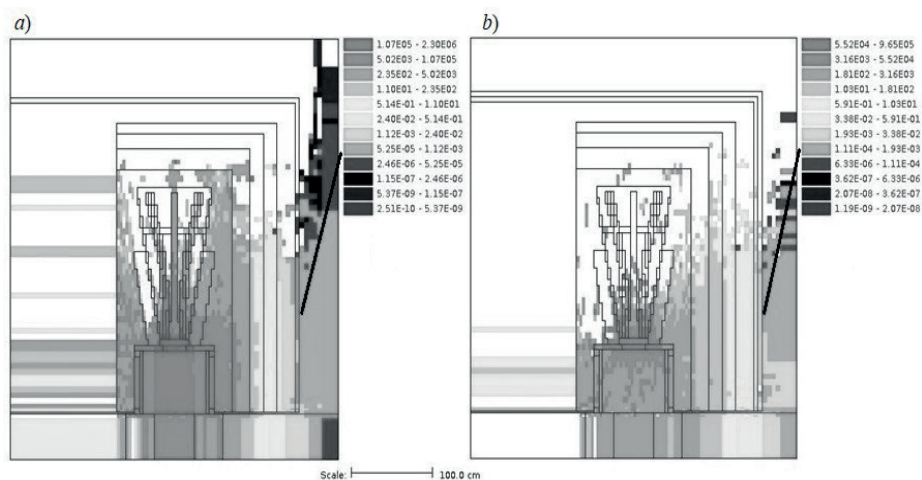 a)
1.07E05 - 2.30E06
5.02E03 - 1.07E05
2.35E02 - 5.02E03
1.10E01 - 2.35E02
5.14E-01 - 1.10E01
2.40E-02 - 5.14E-01
1.12E-03 - 2.40E-02
5.25E-05 - 1.12E-03
2.46E-06 - 5.25E-05
1.15E-07 - 2.46E-06
5.37E-09 - 1.15E-07
2.51E-10 - 5.37E-09
b)
5.52E04 - 9.65E05
3.16E03 - 5.52E04
1.81E02 - 3.16E03
1.03E01 - 1.81E02
5.91E-01 - 1.03E01
3.38E-02 - 5.91E-01
1.93E-03 - 3.38E-02
1.11E-04 - 1.93E-03
6.33E-06 - 1.11E-04
3.62E-07 - 6.33E-06
2.07E-08 - 3.62E-07
1.19E-09 - 2.07E-08
Scale: 100.0 cm